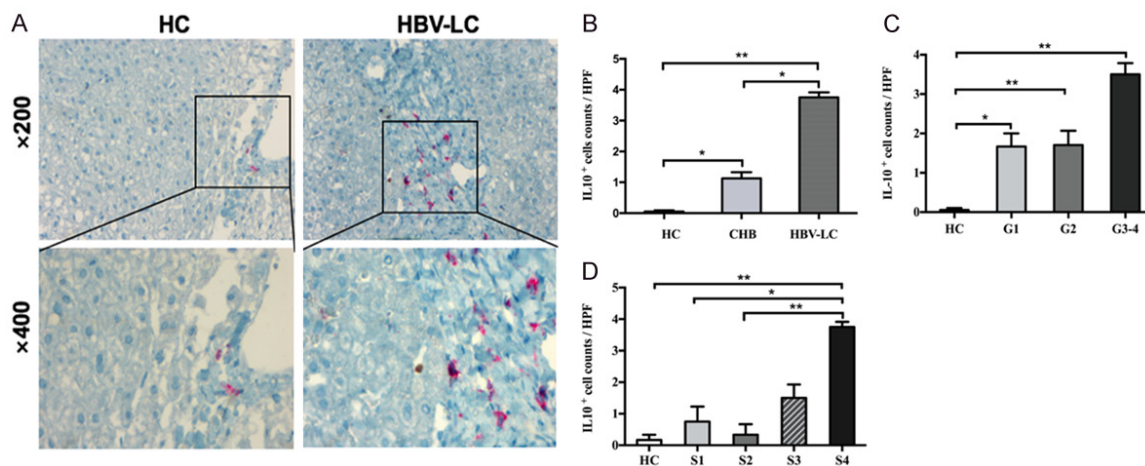 A
HC
HBV-LC
×200
×400
B
IL10⁺ cells counts / HPF
5
4
3
2
1
0
**
*
*
HC CHB HBV-LC
C
IL-10⁺ cell counts / HPF
4
3
2
1
0
**
**
*
HC G1 G2 G3-4
D
IL10⁺ cell counts / HPF
5
4
3
2
1
0
**
*
**
HC S1 S2 S3 S4